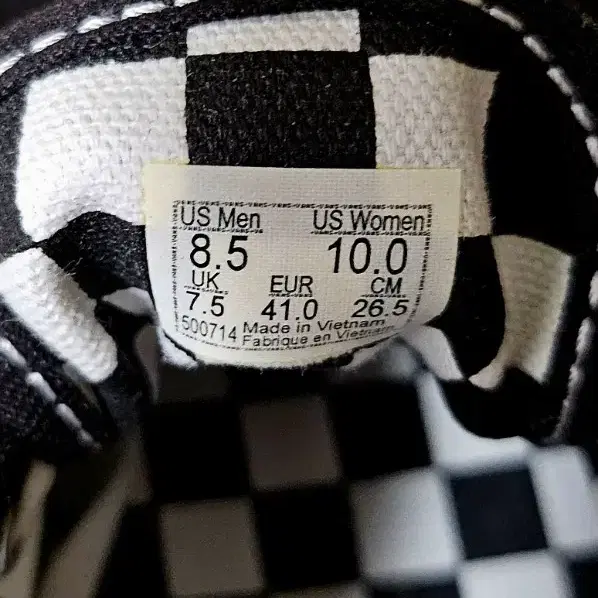 US Men US Women
8.5 10.0
UK EUR CM
7.5 41.0 26.5
500714 Made in Vietnam
Fabrique en Vietnam